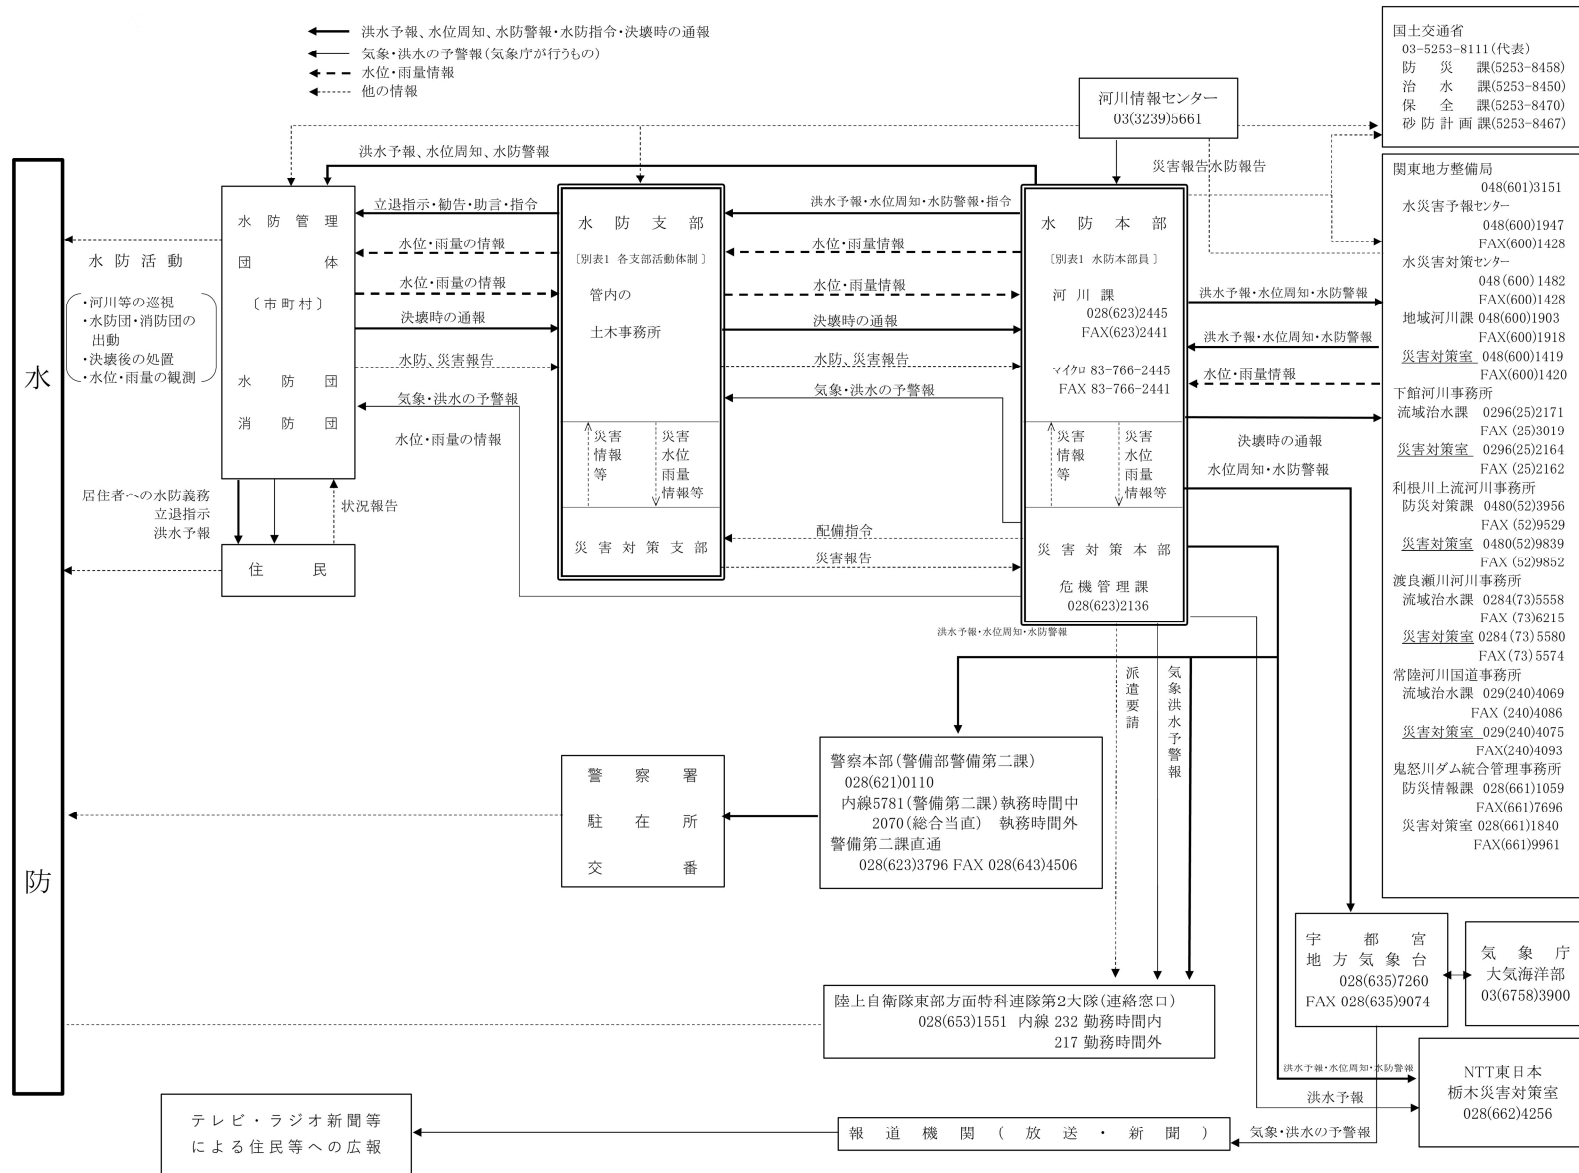 洪水予報、水位周知、水防警報・水防指令・決壊時の通報
気象・洪水の予警報(気象庁が行うもの)
水位・雨量情報
他の情報
河川情報センター
03(3239)5661
国土交通省
03-5253-8111(代表)
防災課(5253-8458)
治水課(5253-8450)
保全課(5253-8470)
砂防計画課(5253-8467)
洪水予報、水位周知、水防警報
災害報告水防報告
水防
水防活動
・河川等の巡視
・水防団・消防団の
出動
・決壊後の処置
・水位・雨量の観測
水防管理
団体
〔市町村〕
水防団
消防団
立退指示・勧告・助言・指令
水位・雨量の情報
水位・雨量の情報
決壊時の通報
水防、災害報告
気象・洪水の予警報
水位・雨量の情報
居住者への水防義務
立退指示
洪水予報
状況報告
住民
水防支部
［別表1 各支部活動体制］
管内の
土木事務所
災害
情報
等
災害
水位
雨量
情報等
災害対策支部
洪水予報・水位周知・水防警報・指令
水位・雨量情報
水位・雨量情報
決壊時の通報
水防、災害報告
気象・洪水の予警報
配備指令
災害報告
水防本部
［別表1 水防本部員］
河川課
028(623)2445
FAX(623)2441
マイクロ 83-766-2445
FAX 83-766-2441
災害
情報
等
災害
水位
雨量
情報等
災害対策本部
危機管理課
028(623)2136
洪水予報・水位周知・水防警報
洪水予報・水位周知・水防警報
水位・雨量情報
決壊時の通報
水位周知・水防警報
関東地方整備局
048(601)3151
水災害予報センター
048(600)1947
FAX(600)1428
水災害対策センター
048(600)1482
FAX(600)1428
地域河川課 048(600)1903
FAX(600)1918
災害対策室 048(600)1419
FAX(600)1420
下館河川事務所
流域治水課 0296(25)2171
FAX (25)3019
災害対策室 0296(25)2164
FAX (25)2162
利根川上流河川事務所
防災対策課 0480(52)3956
FAX (52)9529
災害対策室 0480(52)9839
FAX (52)9852
渡良瀬川河川事務所
流域治水課 0284(73)5558
FAX (73)6215
災害対策室 0284(73)5580
FAX(73)5574
常陸河川国道事務所
流域治水課 029(240)4069
FAX (240)4086
災害対策室 029(240)4075
FAX(240)4093
鬼怒川ダム統合管理事務所
防災情報課 028(661)1059
FAX(661)7696
災害対策室 028(661)1840
FAX(661)9961
洪水予報・水位周知・水防警報
派遣要請
気象洪水予警報
警察署
駐在所
交番
警察本部(警備部警備第二課)
028(621)0110
内線5781(警備第二課)執務時間中
2070(総合当直) 執務時間外
警備第二課直通
028(623)3796 FAX 028(643)4506
陸上自衛隊東部方面特科連隊第2大隊(連絡窓口)
028(653)1551 内線 232 勤務時間内
217 勤務時間外
宇都宮
地方気象台
028(635)7260
FAX 028(635)9074
気象庁
大気海洋部
03(6758)3900
洪水予報・水位周知・水防警報
洪水予報
NTT東日本
栃木災害対策室
028(662)4256
気象・洪水の予警報
報道機関(放送・新聞)
テレビ・ラジオ新聞等
による住民等への広報